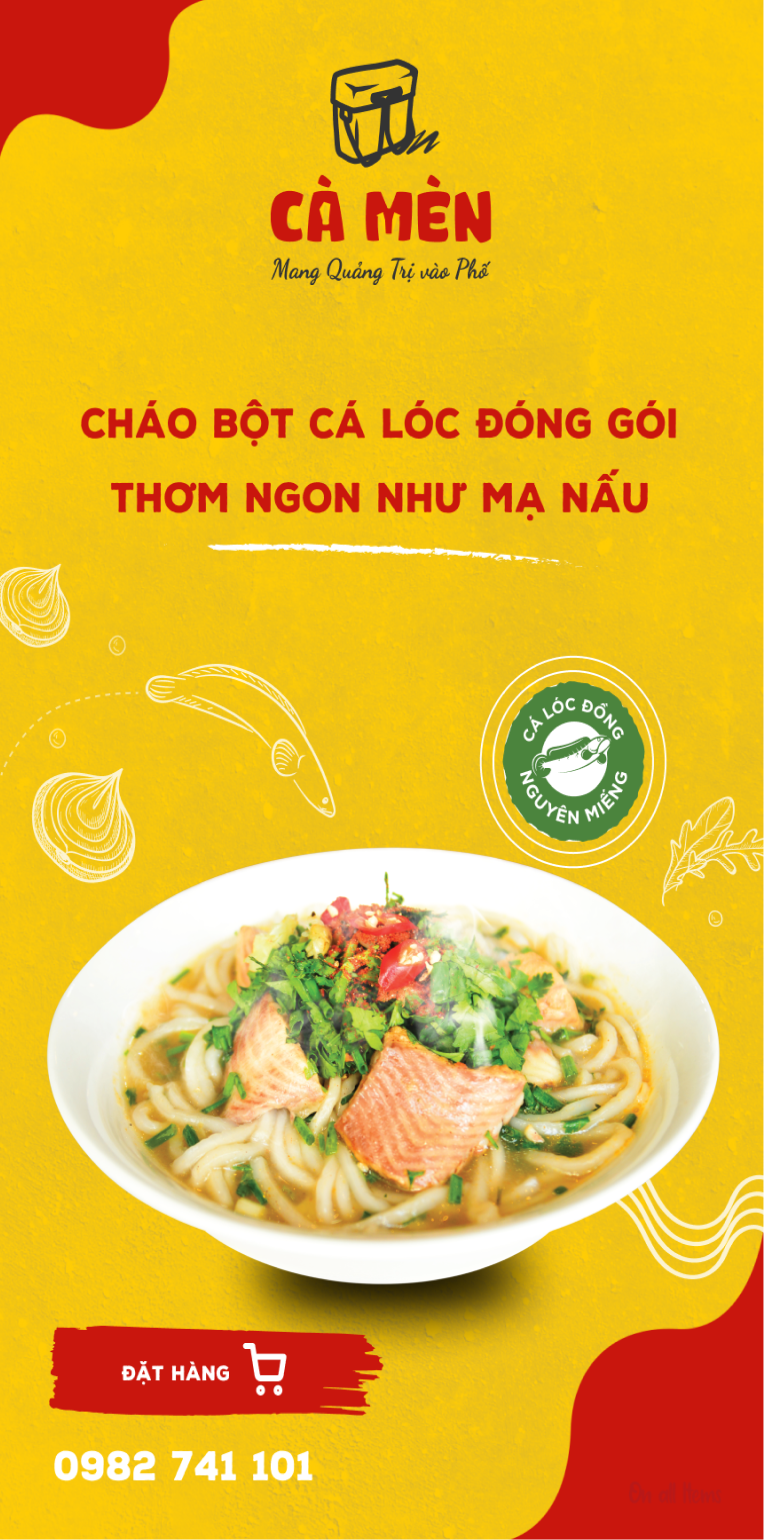 CÀ MÈN
Mang Quảng Trị vào Phố
CHÁO BỘT CÁ LÓC ĐÓNG GÓI
THƠM NGON NHƯ MẠ NẤU
CÁ LÓC ĐỒNG
NGUYÊN MIẾNG
ĐẶT HÀNG
0982 741 101